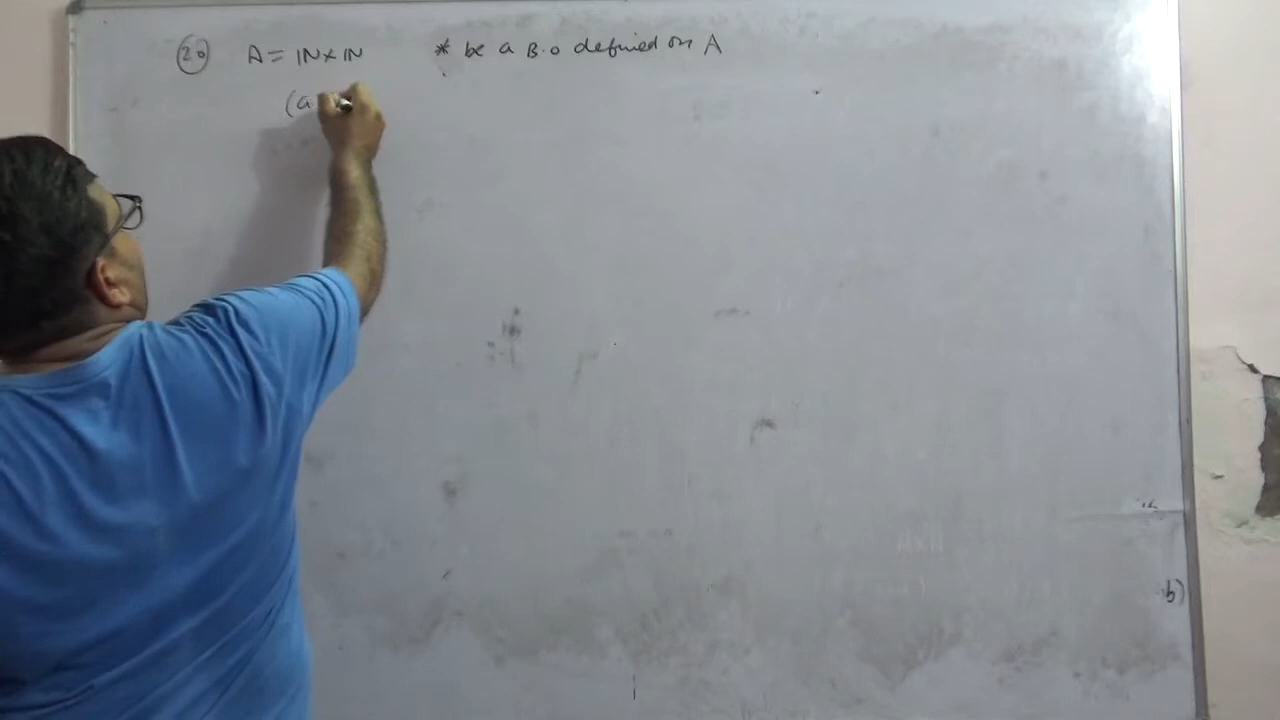 (20) A = IN x IN * be a B.O defined on A
(a
b)